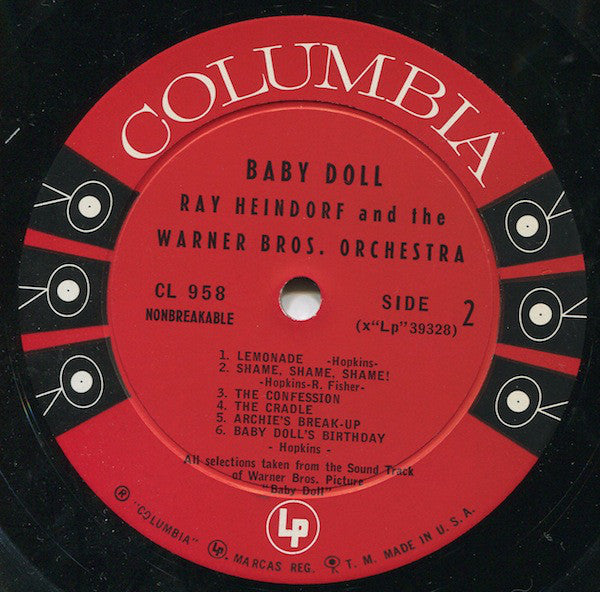 COLUMBIA
BABY DOLL
RAY HEINDORF and the
WARNER BROS. ORCHESTRA
CL 958
NONBREAKABLE
SIDE 2
(x"Lp"39328)
1. LEMONADE -Hopkins-
2. SHAME, SHAME, SHAME!
-Hopkins-R. Fisher-
3. THE CONFESSION
4. THE CRADLE
5. ARCHIE'S BREAK-UP
6. BABY DOLL'S BIRTHDAY
- Hopkins -
All selections taken from the Sound Track
of Warner Bros. Picture
"Baby Doll"
LP
® "COLUMBIA" LP MARCAS REG. T. M. MADE IN U. S. A.